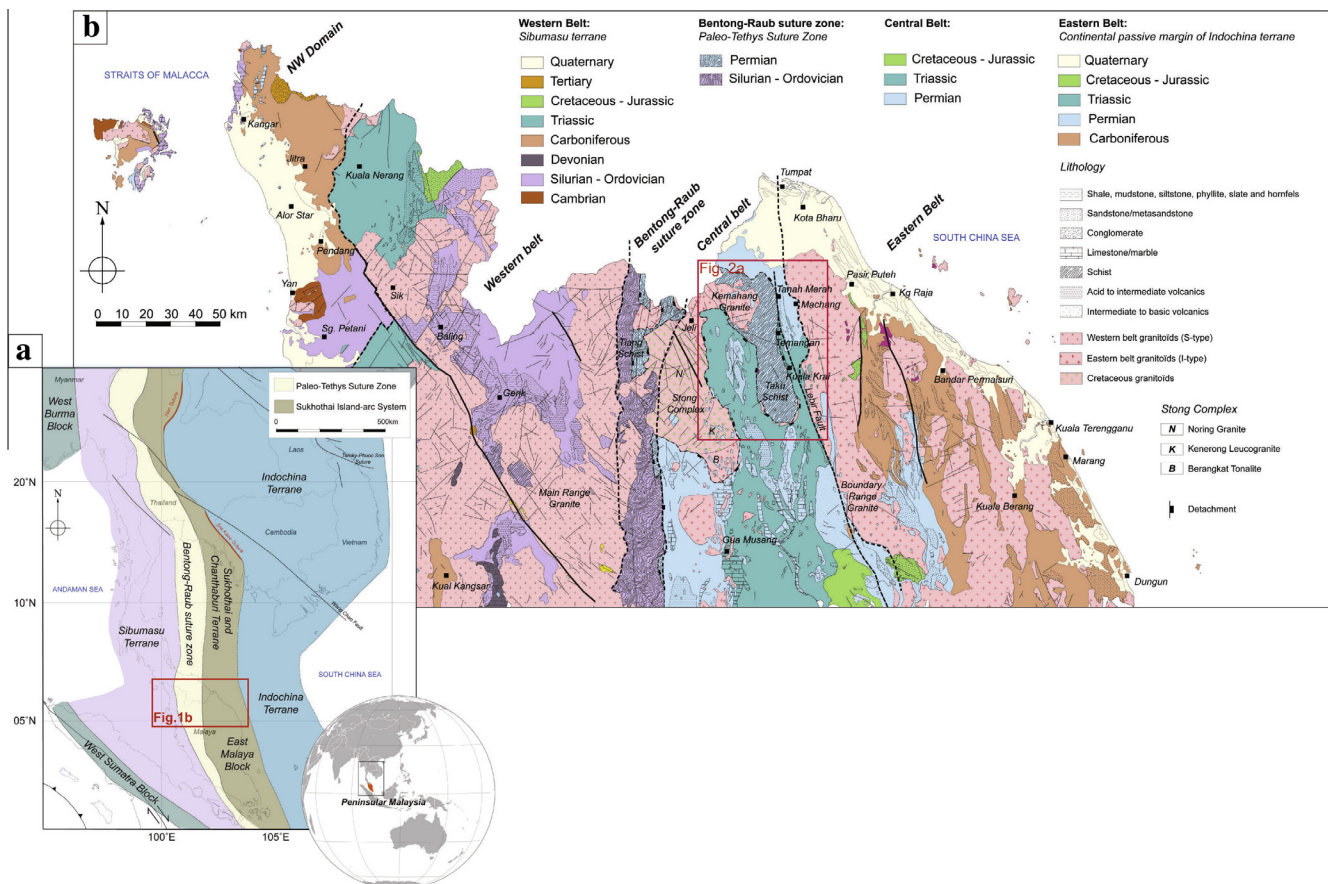 b
STRAITS OF MALACCA
NW Domain
Western belt
Bentong-Raub
suture zone
Central belt
Eastern Belt
SOUTH CHINA SEA
Western Belt:
Sibumasu terrane
Quaternary
Tertiary
Cretaceous - Jurassic
Triassic
Carboniferous
Devonian
Silurian - Ordovician
Cambrian
Bentong-Raub suture zone:
Paleo-Tethys Suture Zone
Permian
Silurian - Ordovician
Central Belt:
Cretaceous - Jurassic
Triassic
Permian
Eastern Belt:
Continental passive margin of Indochina terrane
Quaternary
Cretaceous - Jurassic
Triassic
Permian
Carboniferous
Lithology
Shale, mudstone, siltstone, phyllite, slate and hornfels
Sandstone/metasandstone
Conglomerate
Limestone/marble
Schist
Acid to intermediate volcanics
Intermediate to basic volcanics
Western belt granitoïds (S-type)
Eastern belt granitoïds (I-type)
Cretaceous granitoïds
Stong Complex
N Noring Granite
K Kenerong Leucogranite
B Berangkat Tonalite
Detachment
Kangar
Jitra
Kuala Nerang
Alor Star
Pendang
Yan
Sik
Sg. Petani
Baling
Gerik
Main Range
Granite
Kual Kangsar
Tiang
Schist
Jeli
N
Stong
Complex
K
B
Gua Musang
Fig. 2a
Kemahang
Granite
Tanah Merah
Machang
Temangan
Kuala Krai
Taku
Schist
Lebir Fault
Tumpat
Kota Bharu
Pasir Puteh
Kg Raja
Bandar Permaisuri
Kuala Terengganu
Marang
Kuala Berang
Boundary
Range
Granite
Dungun
N
0 10 20 30 40 50 km
a
Paleo-Tethys Suture Zone
Sukhothai Island-arc System
0 500km
Myanmar
West
Burma
Block
Laos
Indochina
Terrane
Thailand
Cambodia
Vietnam
N
ANDAMAN SEA
Sibumasu
Terrane
Bentong-Raub suture zone
Sukhothai and
Chanthaburi Terrane
SOUTH CHINA SEA
Indochina
Terrane
Fig.1b
Malaya
East
Malaya
Block
West Sumatra Block
20°N
10°N
05°N
100°E
105°E
Peninsular Malaysia